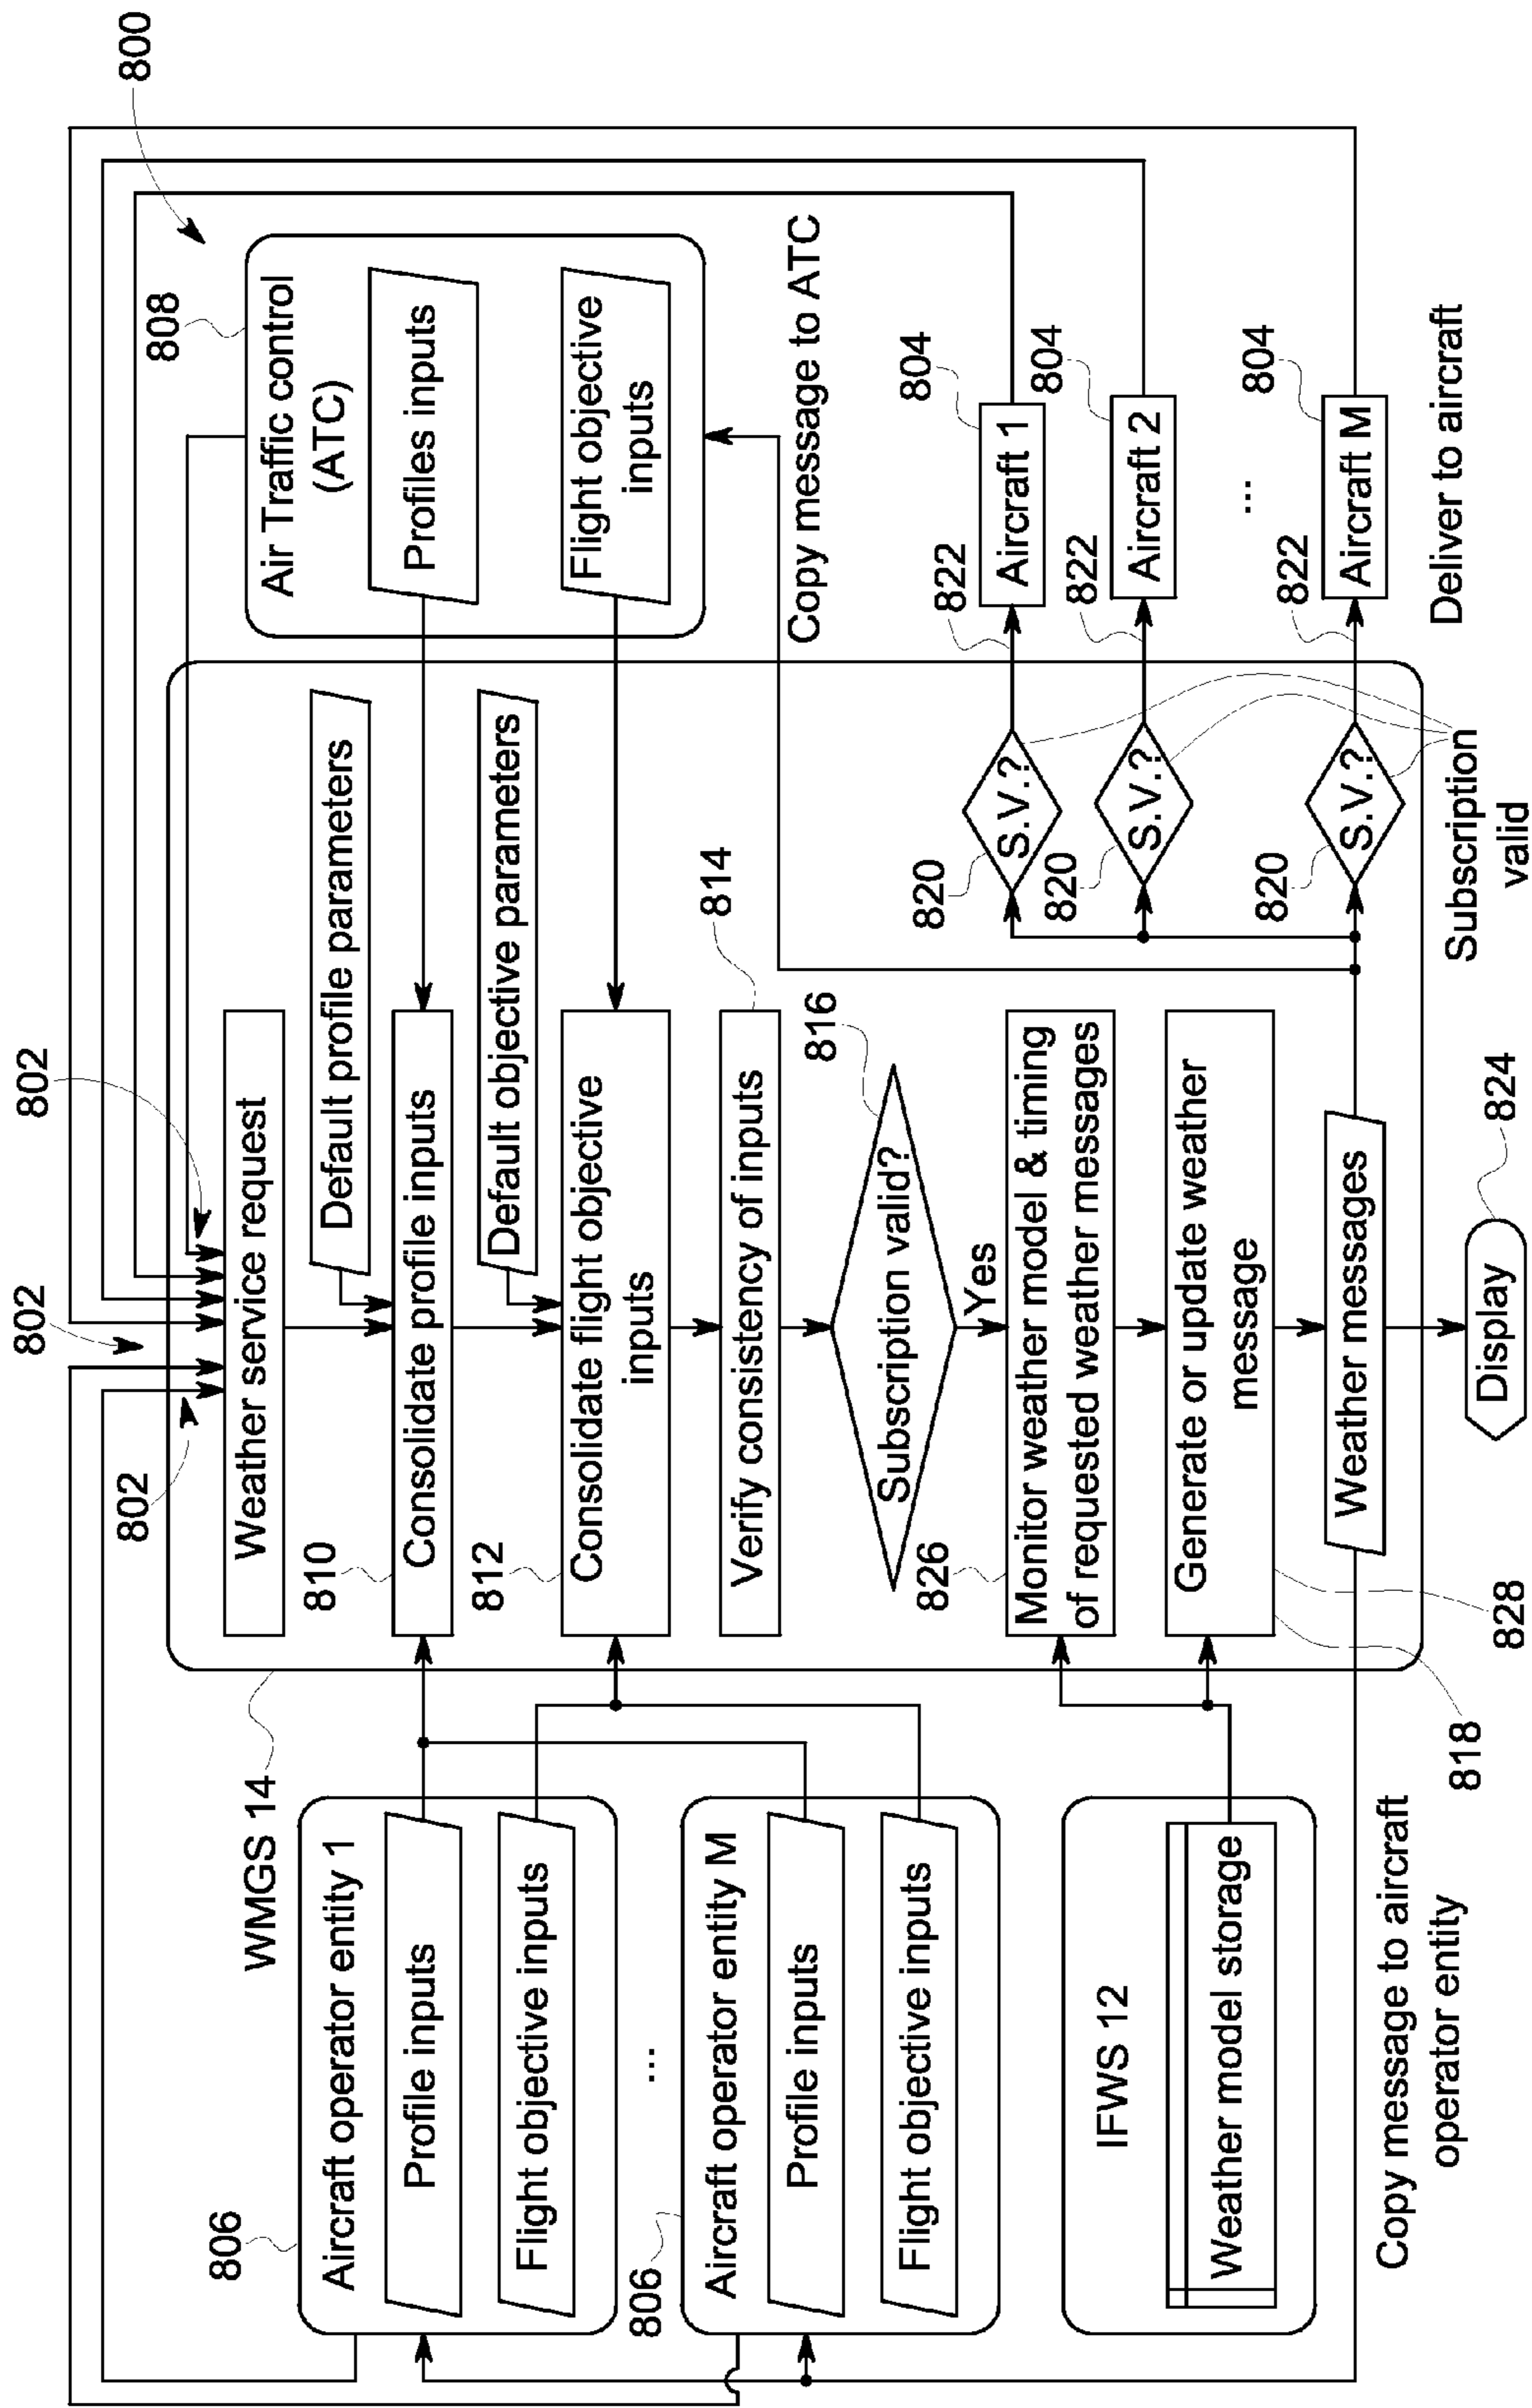 800
802
802
802
WMGS 14
Weather service request
Default profile parameters
810
Consolidate profile inputs
Default objective parameters
812
Consolidate flight objective
inputs
Verify consistency of inputs
814
Subscription valid?
816
Yes
826
Monitor weather model & timing
of requested weather messages
Generate or update weather
message
828
818
Weather messages
Display
824
806
Aircraft operator entity 1
Profile inputs
Flight objective inputs
...
806
Aircraft operator entity M
Profile inputs
Flight objective inputs
IFWS 12
Weather model storage
Copy message to aircraft
operator entity
808
Air Traffic control
(ATC)
Profiles inputs
Flight objective
inputs
Copy message to ATC
820
S.V.?
822
Aircraft 1
804
820
S.V.?
822
Aircraft 2
804
...
820
S.V.?
822
Aircraft M
804
Subscription
valid
Deliver to aircraft